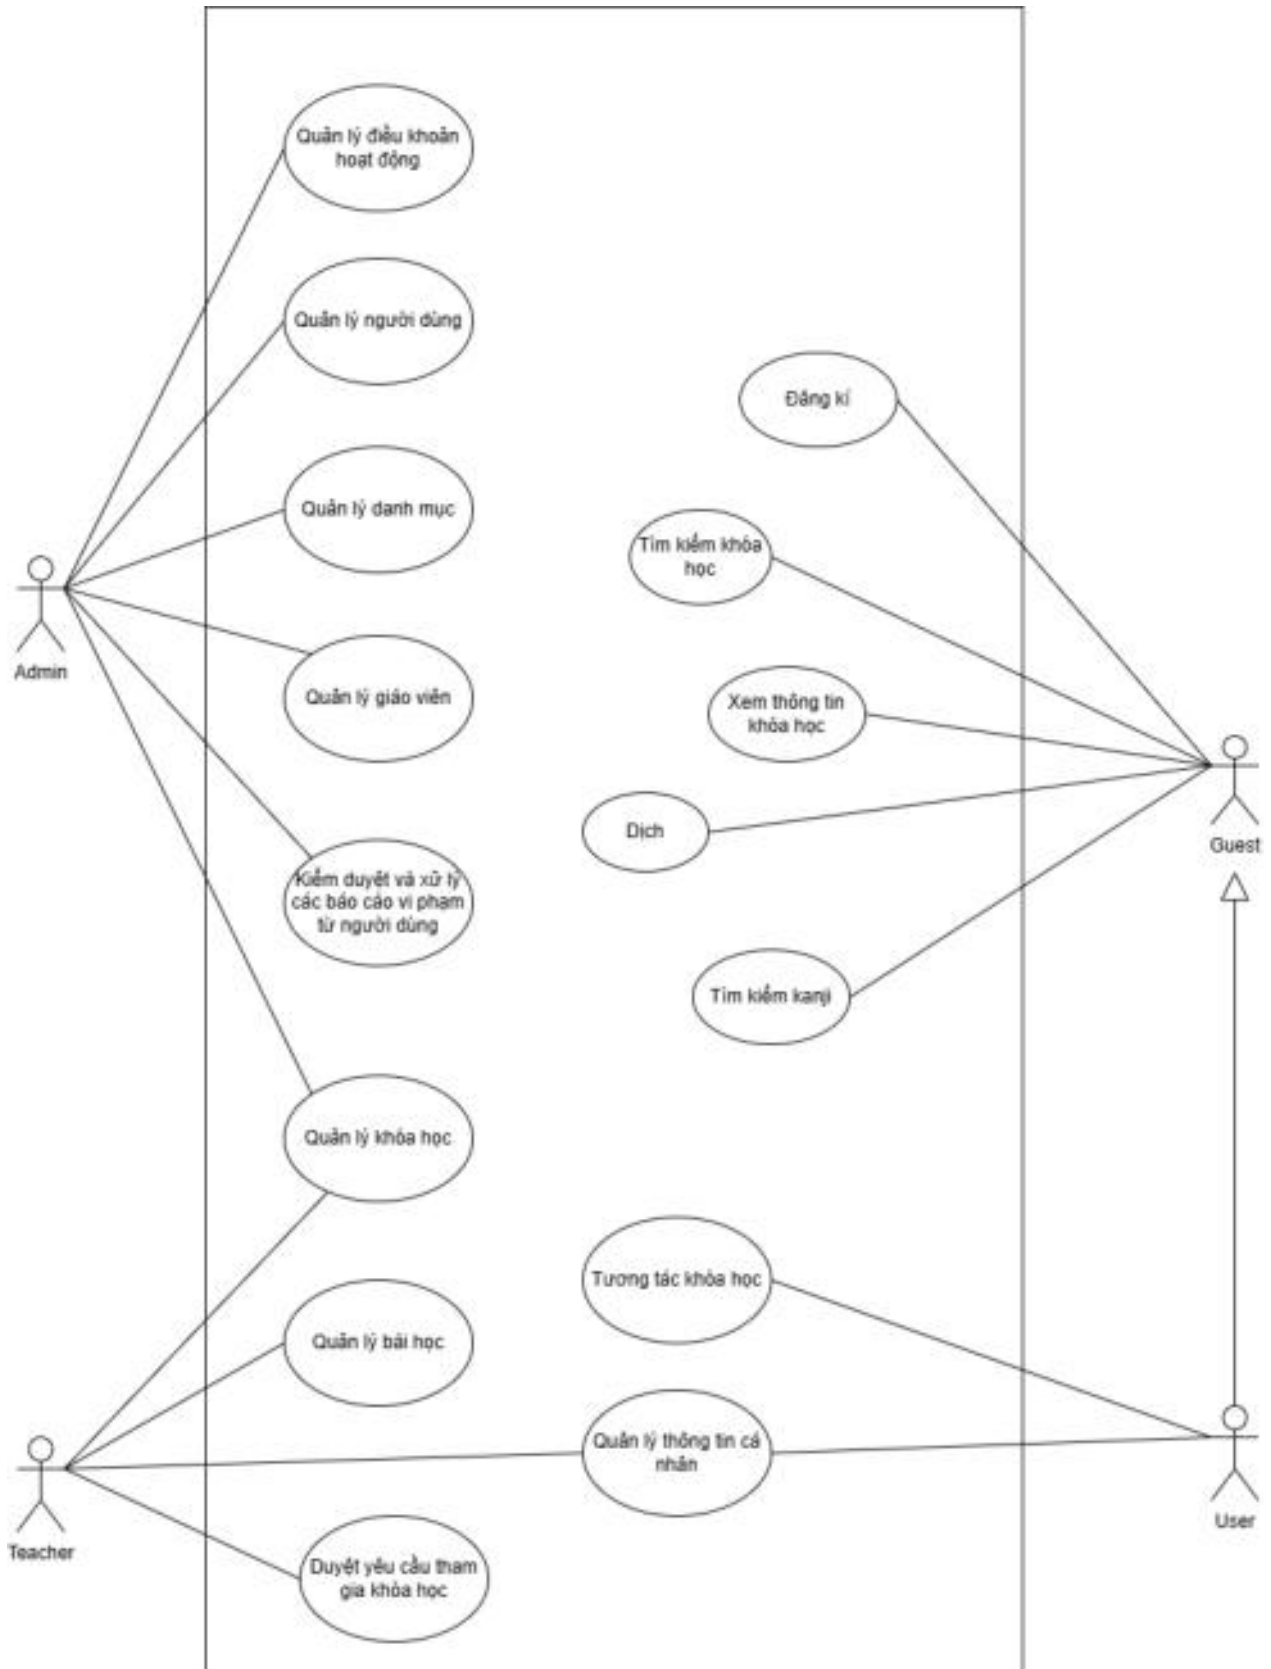 Quản lý điều khoản
hoạt động
Quản lý người dùng
Đăng kí
Quản lý danh mục
Tìm kiếm khóa
học
Admin
Quản lý giáo viên
Xem thông tin
khóa học
Dịch
Guest
Kiểm duyệt và xử lý
các báo cáo vi phạm
từ người dùng
Tìm kiếm kanji
Quản lý khóa học
Tương tác khóa học
Quản lý bài học
Quản lý thông tin cá
nhân
User
Teacher
Duyệt yêu cầu tham
gia khóa học